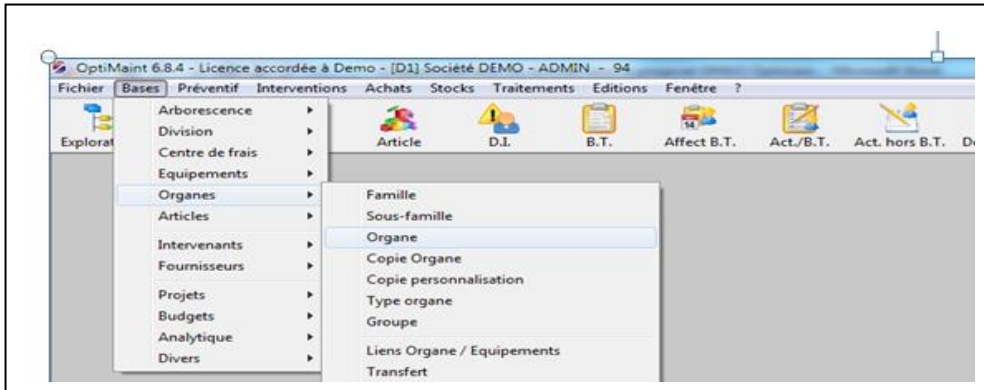 OptiMaint 6.8.4 - Licence accordée à Demo - [D1] Société DEMO - ADMIN - 94
Fichier Bases Préventif Interventions Achats Stocks Traitements Editions Fenêtre ?
Explorat Article D.I. B.T. Affect B.T. Act./B.T. Act. hors B.T. De
Arborescence
Division
Centre de frais
Equipements
Organes
Articles
Intervenants
Fournisseurs
Projets
Budgets
Analytique
Divers
Famille
Sous-famille
Organe
Copie Organe
Copie personnalisation
Type organe
Groupe
Liens Organe / Equipements
Transfert